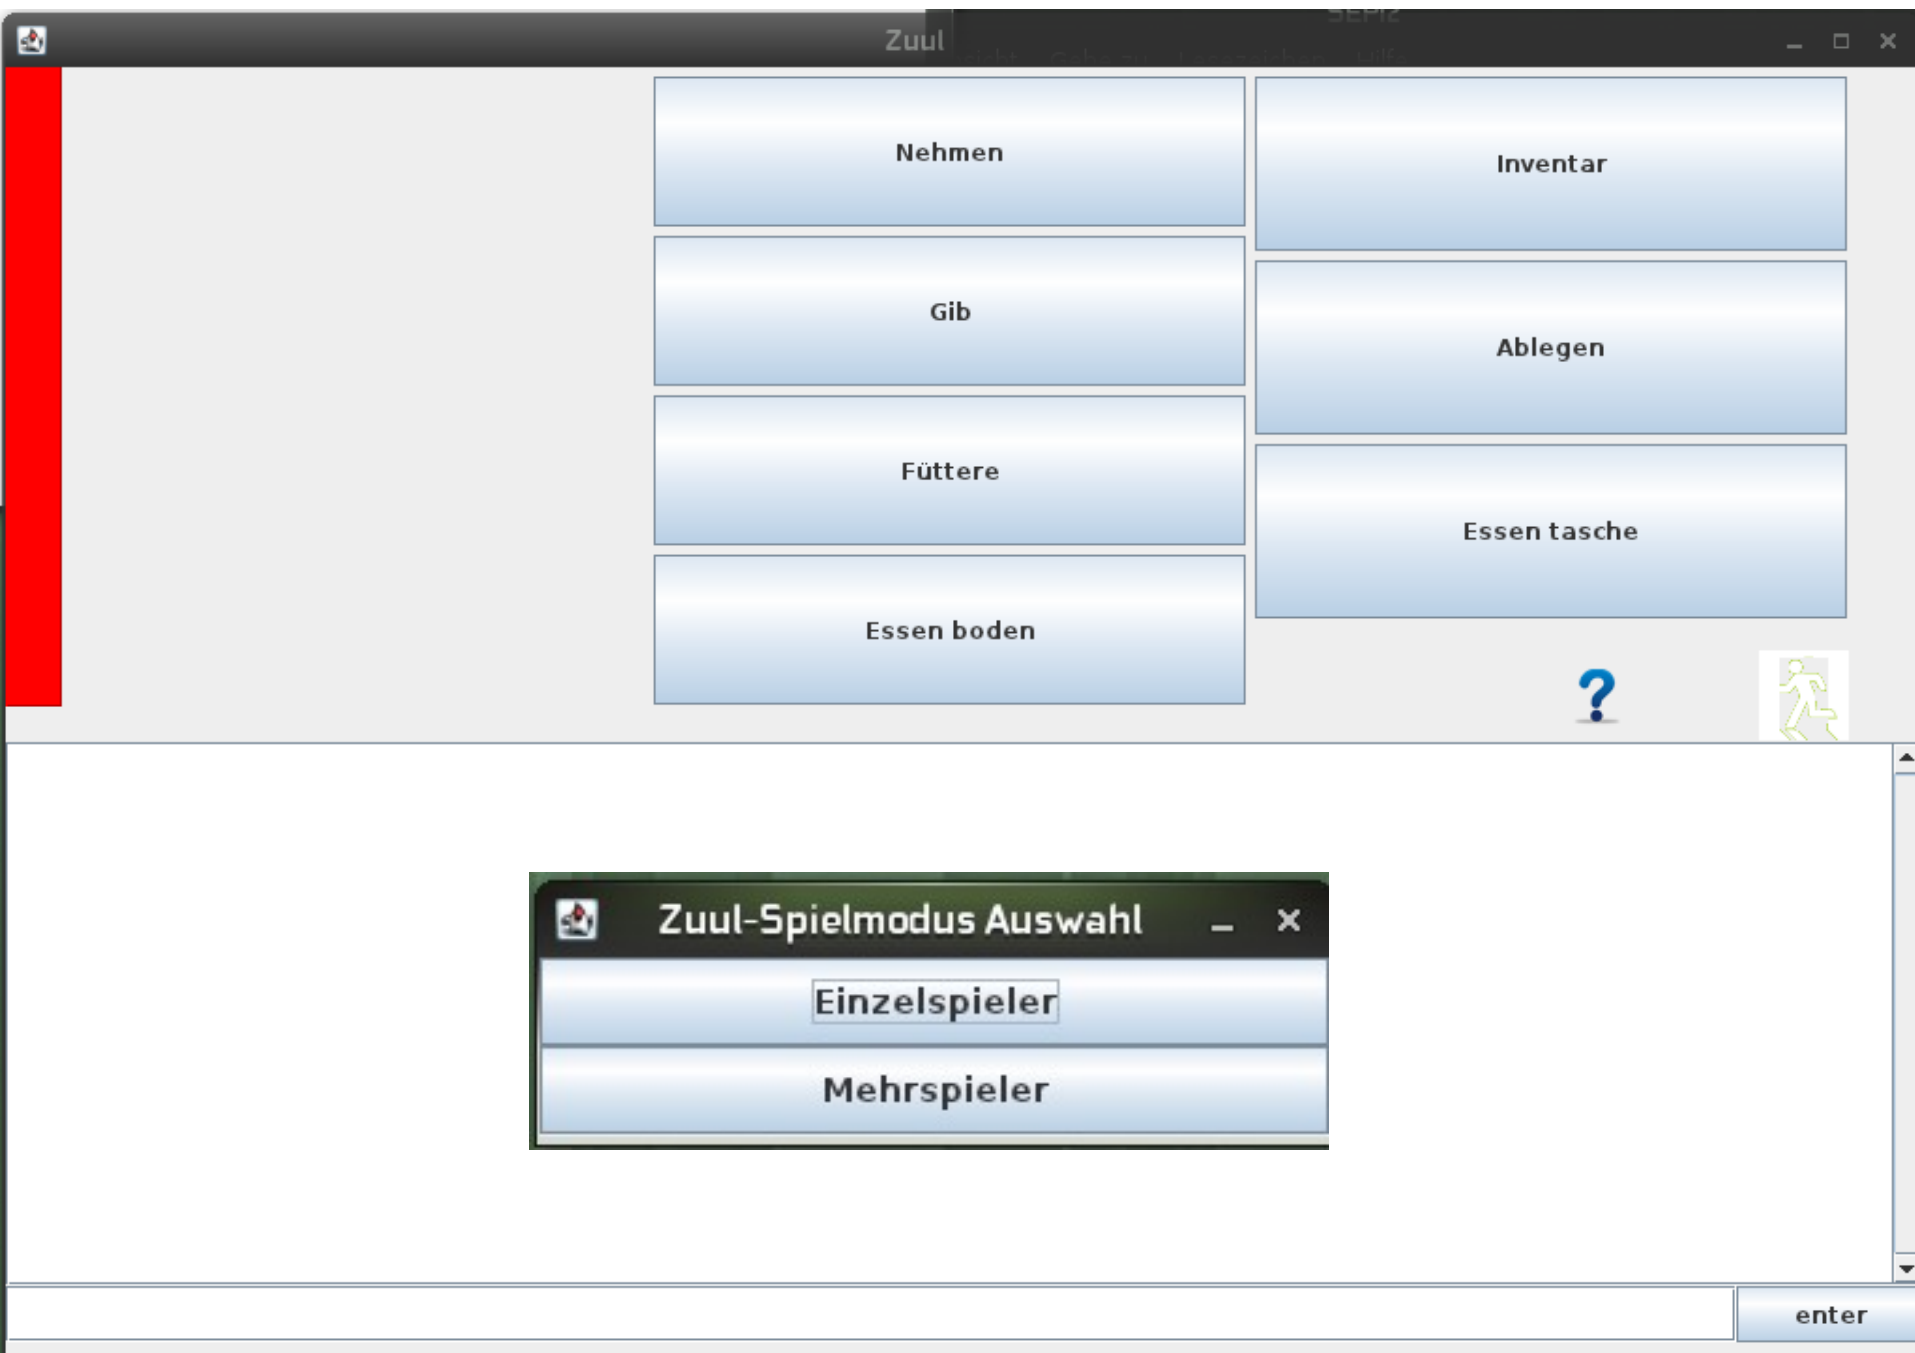 Zuul
Nehmen
Inventar
Gib
Ablegen
Füttere
Essen tasche
Essen boden
?
Zuul-Spielmodus Auswahl
Einzelspieler
Mehrspieler
enter